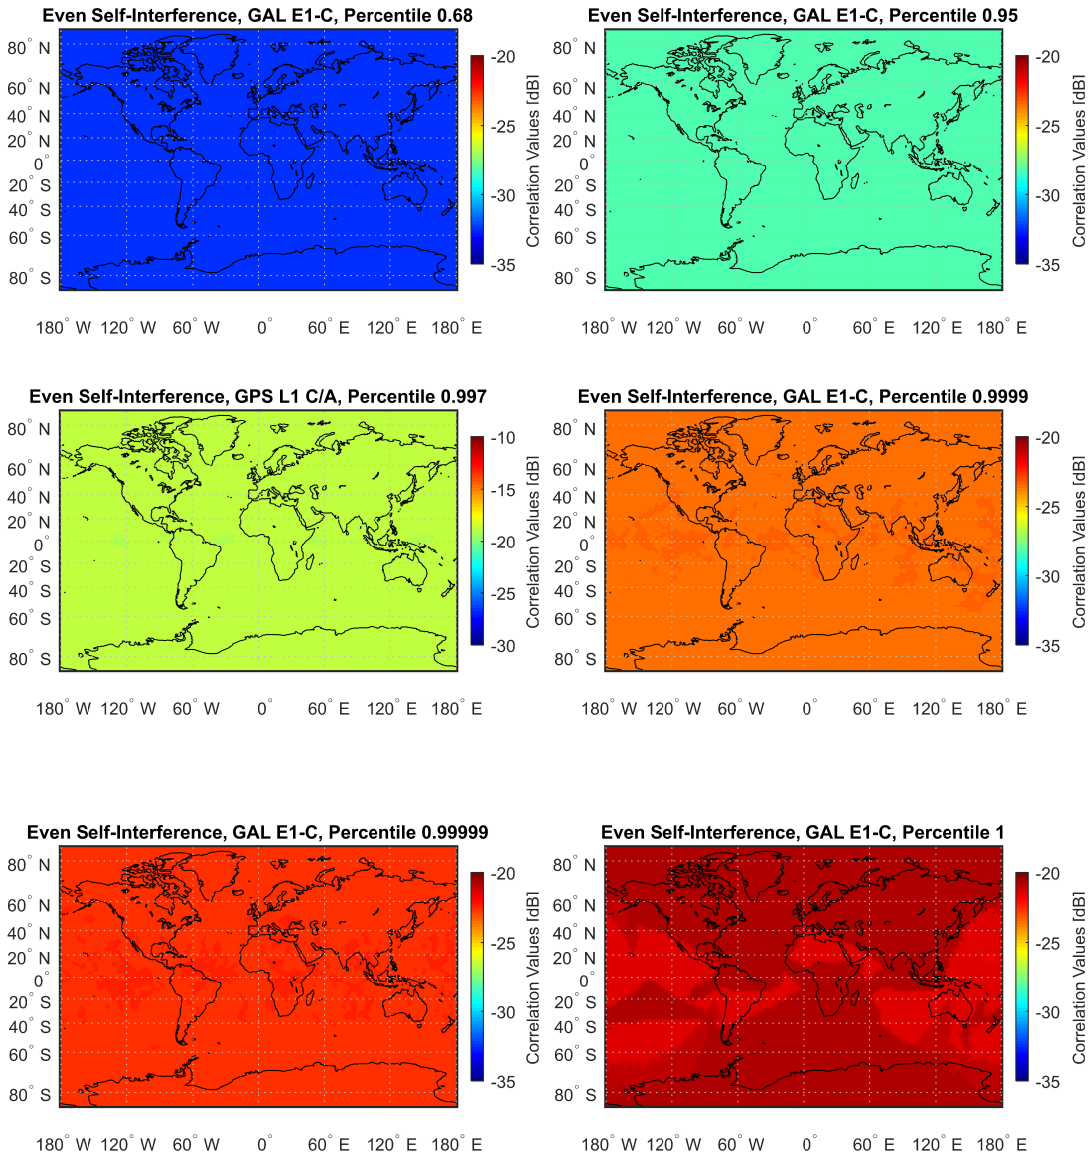 Even Self-Interference, GAL E1-C, Percentile 0.68
80° N
60° N
40° N
20° N
0°
20° S
40° S
60° S
80° S
180° W 120° W 60° W 0° 60° E 120° E 180° E
-20
-25
-30
-35
Correlation Values [dB]
Even Self-Interference, GAL E1-C, Percentile 0.95
80° N
60° N
40° N
20° N
0°
20° S
40° S
60° S
80° S
180° W 120° W 60° W 0° 60° E 120° E 180° E
-20
-25
-30
-35
Correlation Values [dB]
Even Self-Interference, GPS L1 C/A, Percentile 0.997
80° N
60° N
40° N
20° N
0°
20° S
40° S
60° S
80° S
180° W 120° W 60° W 0° 60° E 120° E 180° E
-10
-15
-20
-25
-30
Correlation Values [dB]
Even Self-Interference, GAL E1-C, Percentile 0.9999
80° N
60° N
40° N
20° N
0°
20° S
40° S
60° S
80° S
180° W 120° W 60° W 0° 60° E 120° E 180° E
-20
-25
-30
-35
Correlation Values [dB]
Even Self-Interference, GAL E1-C, Percentile 0.99999
80° N
60° N
40° N
20° N
0°
20° S
40° S
60° S
80° S
180° W 120° W 60° W 0° 60° E 120° E 180° E
-20
-25
-30
-35
Correlation Values [dB]
Even Self-Interference, GAL E1-C, Percentile 1
80° N
60° N
40° N
20° N
0°
20° S
40° S
60° S
80° S
180° W 120° W 60° W 0° 60° E 120° E 180° E
-20
-25
-30
-35
Correlation Values [dB]